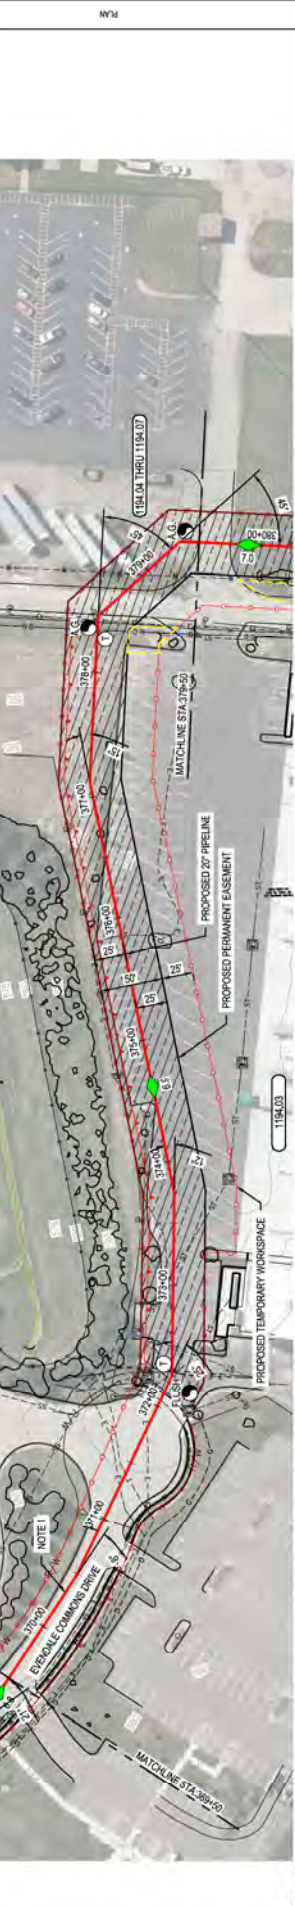 PLAN
1194.04 THRU 1194.07
45°
45°
A.G.
380+00
7.0
379+00
A.G.
T
378+00
MATCHLINE STA.379+50
15°
377+00
PROPOSED 20" PIPELINE
376+00
PROPOSED PERMANENT EASEMENT
25'
50'
25'
25'
375+00
6.5
374+00
12°
1194.03
373+00
PROPOSED TEMPORARY WORKSPACE
T
372+00
FLUSH
371+00
NOTE 1
EVENDALE COMMONS DRIVE
370+00
21°
MATCHLINE STA.369+50